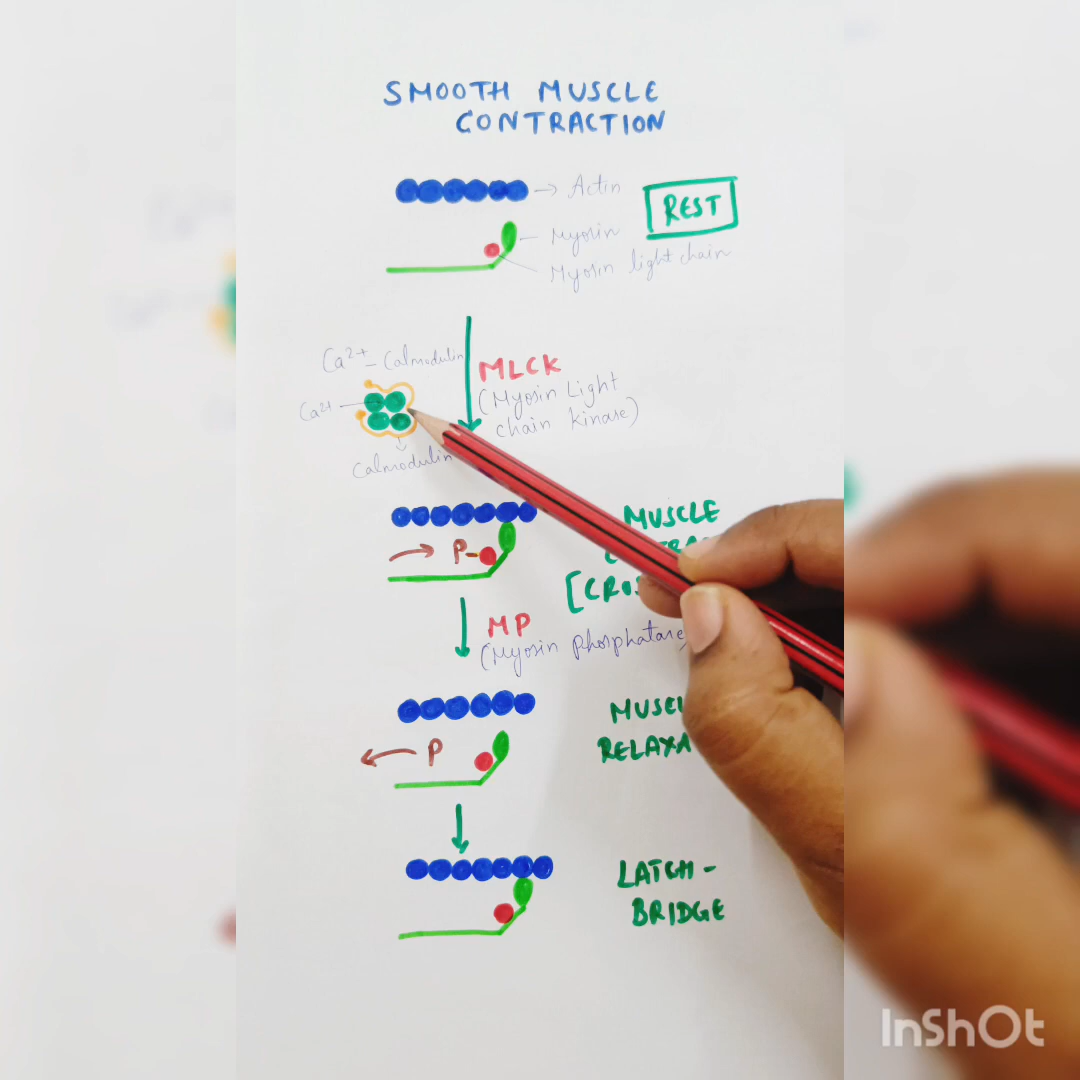 SMOOTH MUSCLE
CONTRACTION
Actin
REST
Myosin
Myosin light chain
Ca²⁺ - Calmodulin
MLCK
Ca²⁺
(Myosin Light
chain kinase)
Calmodulin
MUSCLE
P
MP
(Myosin phosphatase
P
LATCH -
BRIDGE
InShOt